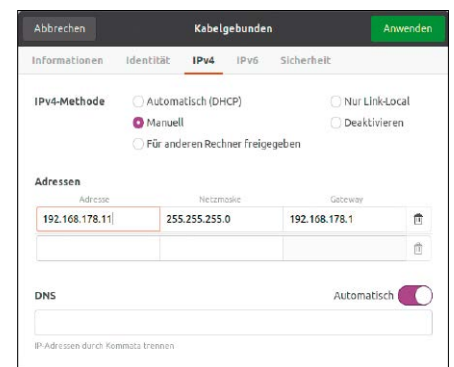 Abbrechen Kabelgebunden Anwenden
Informationen Identität IPv4 IPv6 Sicherheit
IPv4-Methode Automatisch (DHCP) Nur Link-Local
Manuell Deaktivieren
Für anderen Rechner freigegeben
Adressen
Adresse Netzmaske Gateway
192.168.178.11 255.255.255.0 192.168.178.1
DNS Automatisch
IP-Adressen durch Kommata trennen